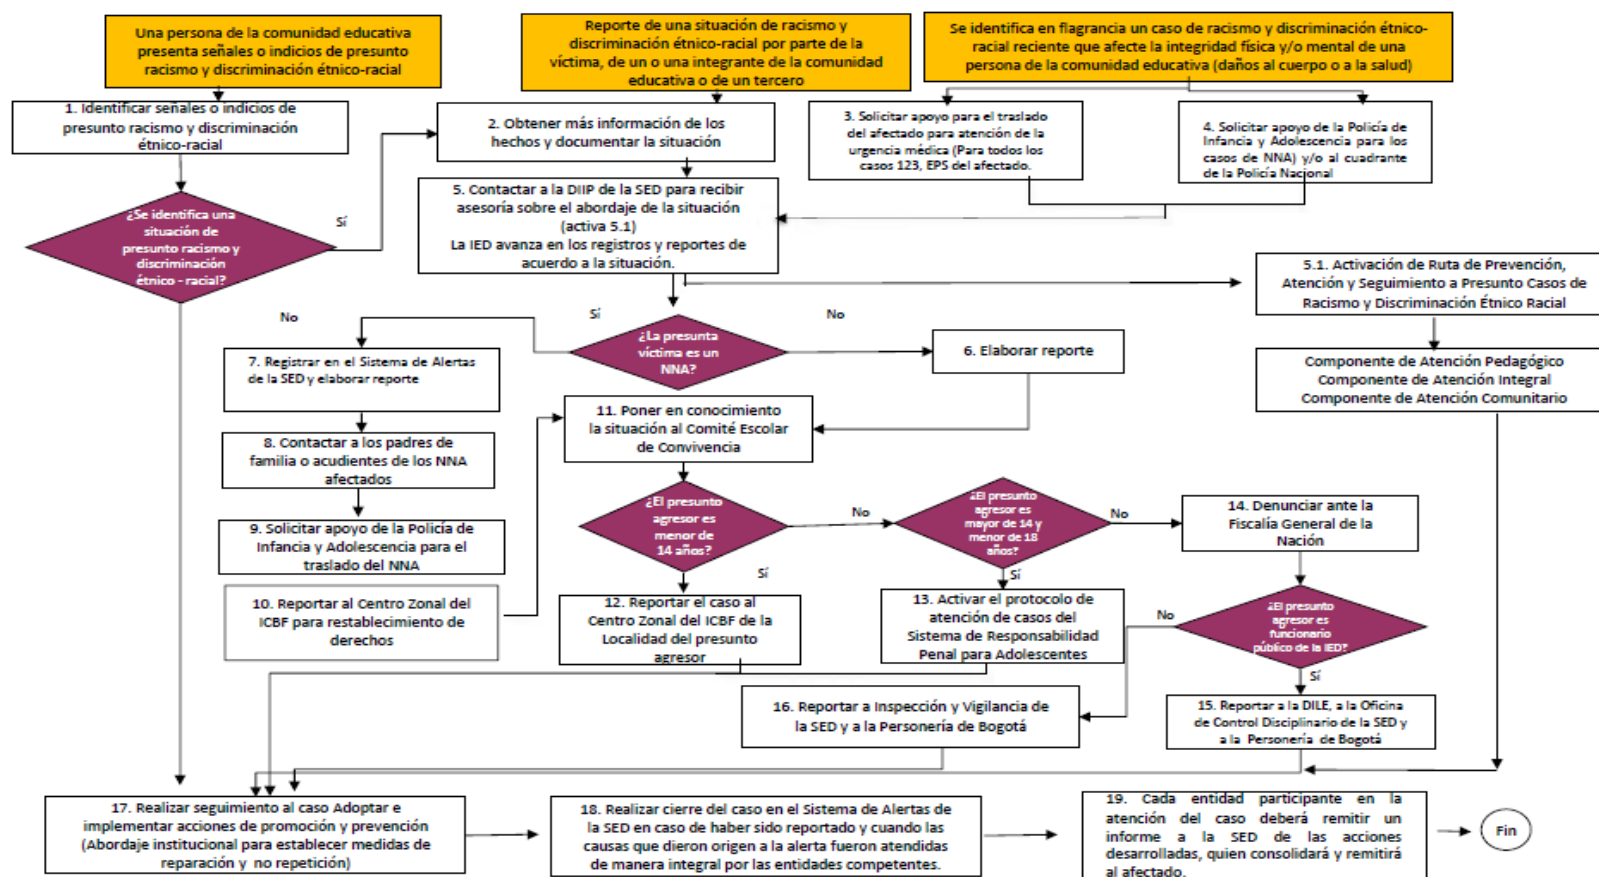 Una persona de la comunidad educativa
presenta señales o indicios de presunto
racismo y discriminación étnico-racial
Reporte de una situación de racismo y
discriminación étnico-racial por parte de la
víctima, de un o una integrante de la comunidad
educativa o de un tercero
Se identifica en flagrancia un caso de racismo y discriminación étnico-
racial reciente que afecte la integridad física y/o mental de una
persona de la comunidad educativa (daños al cuerpo o a la salud)
1. Identificar señales o indicios de
presunto racismo y discriminación
étnico-racial
2. Obtener más información de los
hechos y documentar la situación
3. Solicitar apoyo para el traslado
del afectado para atención de la
urgencia médica (Para todos los
casos 123, EPS del afectado.
4. Solicitar apoyo de la Policía de
Infancia y Adolescencia para los
casos de NNA) y/o al cuadrante
de la Policía Nacional
¿Se identifica una
situación de
presunto racismo y
discriminación
étnico - racial?
Sí
5. Contactar a la DIIP de la SED para recibir
asesoría sobre el abordaje de la situación
(activa 5.1)
La IED avanza en los registros y reportes de
acuerdo a la situación.
5.1. Activación de Ruta de Prevención,
Atención y Seguimiento a Presunto Casos de
Racismo y Discriminación Étnico Racial
No
Sí
¿La presunta
víctima es un
NNA?
No
7. Registrar en el Sistema de Alertas
de la SED y elaborar reporte
6. Elaborar reporte
Componente de Atención Pedagógico
Componente de Atención Integral
Componente de Atención Comunitario
8. Contactar a los padres de
familia o acudientes de los NNA
afectados
11. Poner en conocimiento
la situación al Comité Escolar
de Convivencia
9. Solicitar apoyo de la Policía de
Infancia y Adolescencia para el
traslado del NNA
¿El presunto
agresor es
menor de
14 años?
No
¿El presunto
agresor es
mayor de 14 y
menor de 18
años?
No
14. Denunciar ante la
Fiscalía General de la
Nación
Sí
Sí
10. Reportar al Centro Zonal del
ICBF para restablecimiento de
derechos
12. Reportar el caso al
Centro Zonal del ICBF de la
Localidad del presunto
agresor
13. Activar el protocolo de
atención de casos del
Sistema de Responsabilidad
Penal para Adolescentes
No
¿El presunto
agresor es
funcionario
público de la IED?
Sí
16. Reportar a Inspección y Vigilancia de
la SED y a la Personería de Bogotá
15. Reportar a la DILE, a la Oficina
de Control Disciplinario de la SED y
a la Personería de Bogotá
17. Realizar seguimiento al caso Adoptar e
implementar acciones de promoción y prevención
(Abordaje institucional para establecer medidas de
reparación y no repetición)
18. Realizar cierre del caso en el Sistema de Alertas de
la SED en caso de haber sido reportado y cuando las
causas que dieron origen a la alerta fueron atendidas
de manera integral por las entidades competentes.
19. Cada entidad participante en la
atención del caso deberá remitir un
informe a la SED de las acciones
desarrolladas, quien consolidará y remitirá
al afectado.
Fin